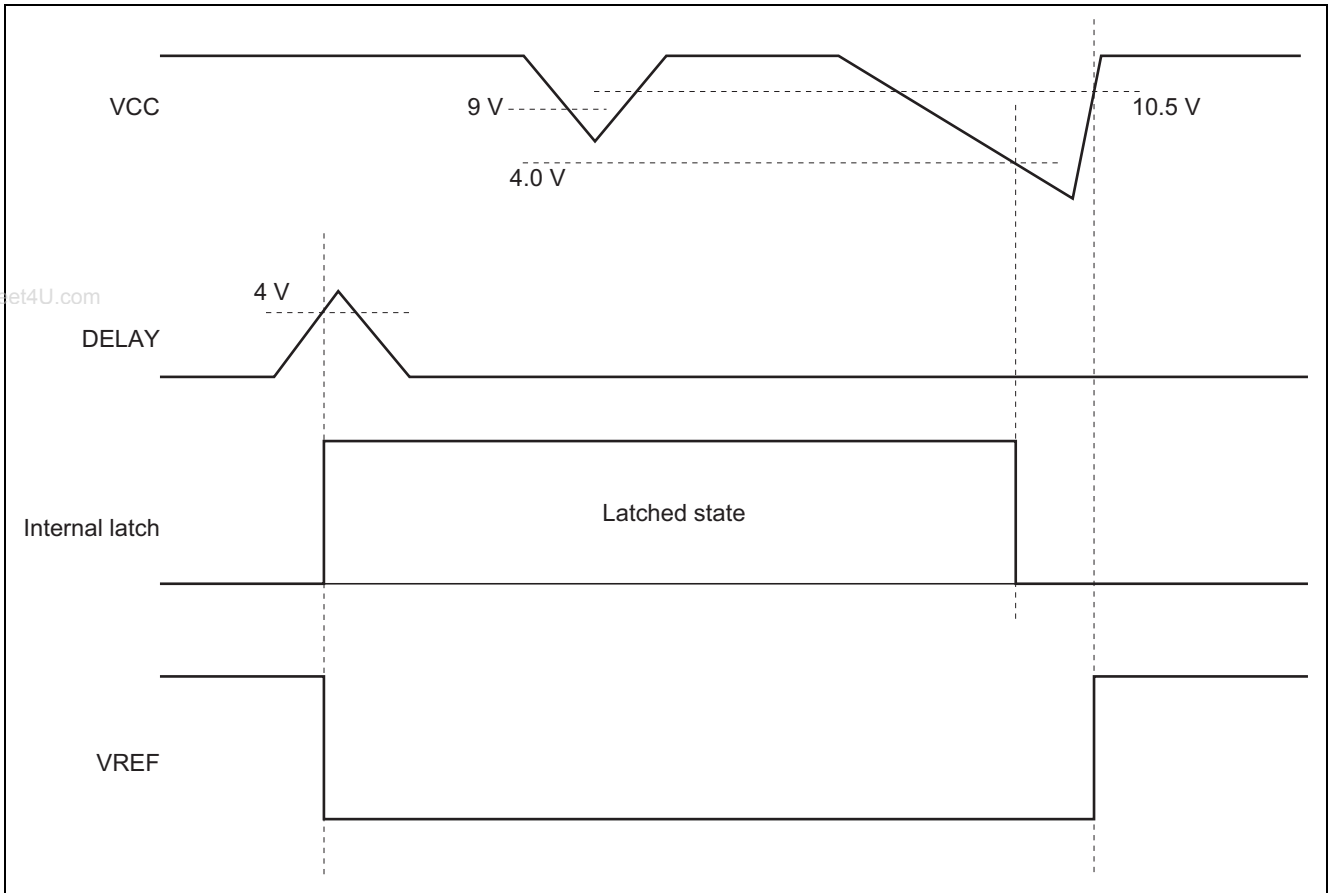 VCC
9 V
10.5 V
4.0 V
et4U.com
4 V
DELAY
Internal latch
Latched state
VREF